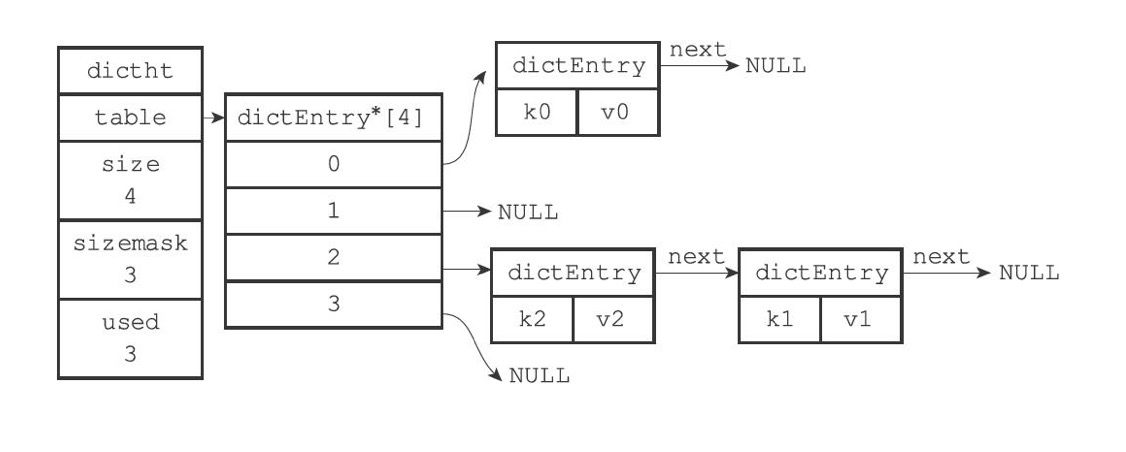 dictht
table
size
4
sizemask
3
used
3
dictEntry*[4]
0
1
2
3
dictEntry
k0 v0
next
NULL
NULL
dictEntry
k2 v2
next
dictEntry
k1 v1
next
NULL
NULL